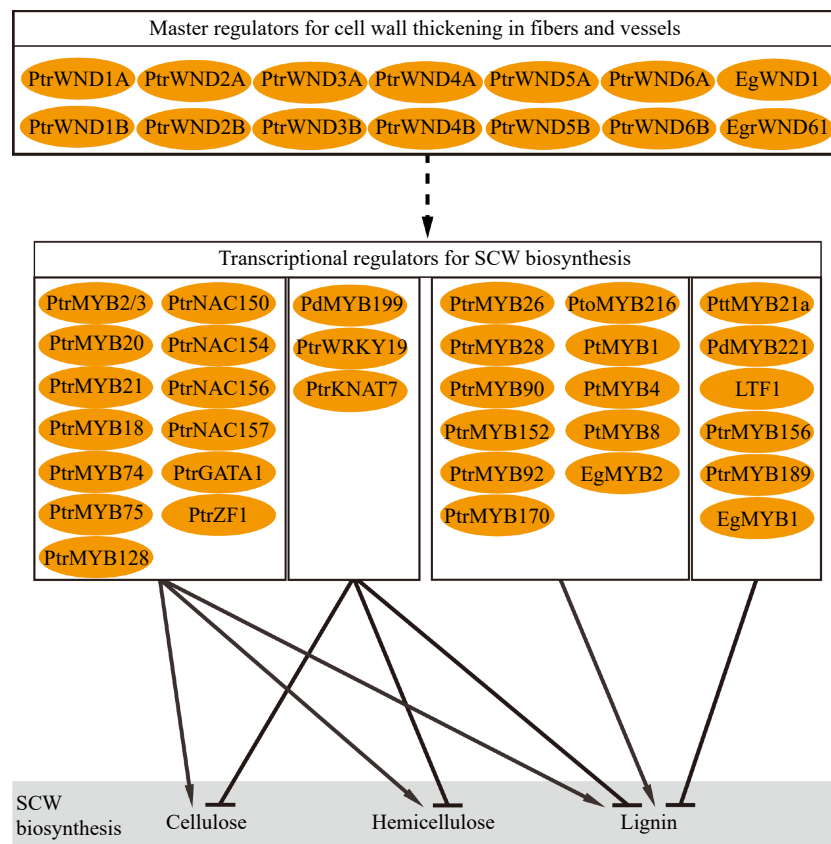 Master regulators for cell wall thickening in fibers and vessels
PtrWND1A PtrWND2A PtrWND3A PtrWND4A PtrWND5A PtrWND6A EgWND1
PtrWND1B PtrWND2B PtrWND3B PtrWND4B PtrWND5B PtrWND6B EgrWND61
Transcriptional regulators for SCW biosynthesis
PtrMYB2/3 PtrNAC150 PdMYB199 PtrMYB26 PtoMYB216 PttMYB21a
PtrMYB20 PtrNAC154 PtrWRKY19 PtrMYB28 PtMYB1 PdMYB221
PtrMYB21 PtrNAC156 PtrKNAT7 PtrMYB90 PtMYB4 LTF1
PtrMYB18 PtrNAC157 PtrMYB152 PtMYB8 PtrMYB156
PtrMYB74 PtrGATA1 PtrMYB92 EgMYB2 PtrMYB189
PtrMYB75 PtrZF1 PtrMYB170 EgMYB1
PtrMYB128
SCW
biosynthesis Cellulose Hemicellulose Lignin